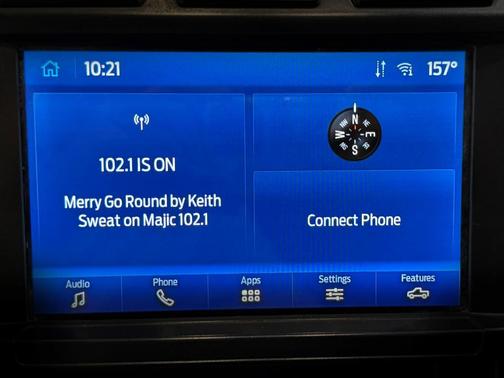 10:21
157°
102.1 IS ON
Merry Go Round by Keith
Sweat on Majic 102.1
N
NE
E
S
W
Connect Phone
Audio
Phone
Apps
Settings
Features